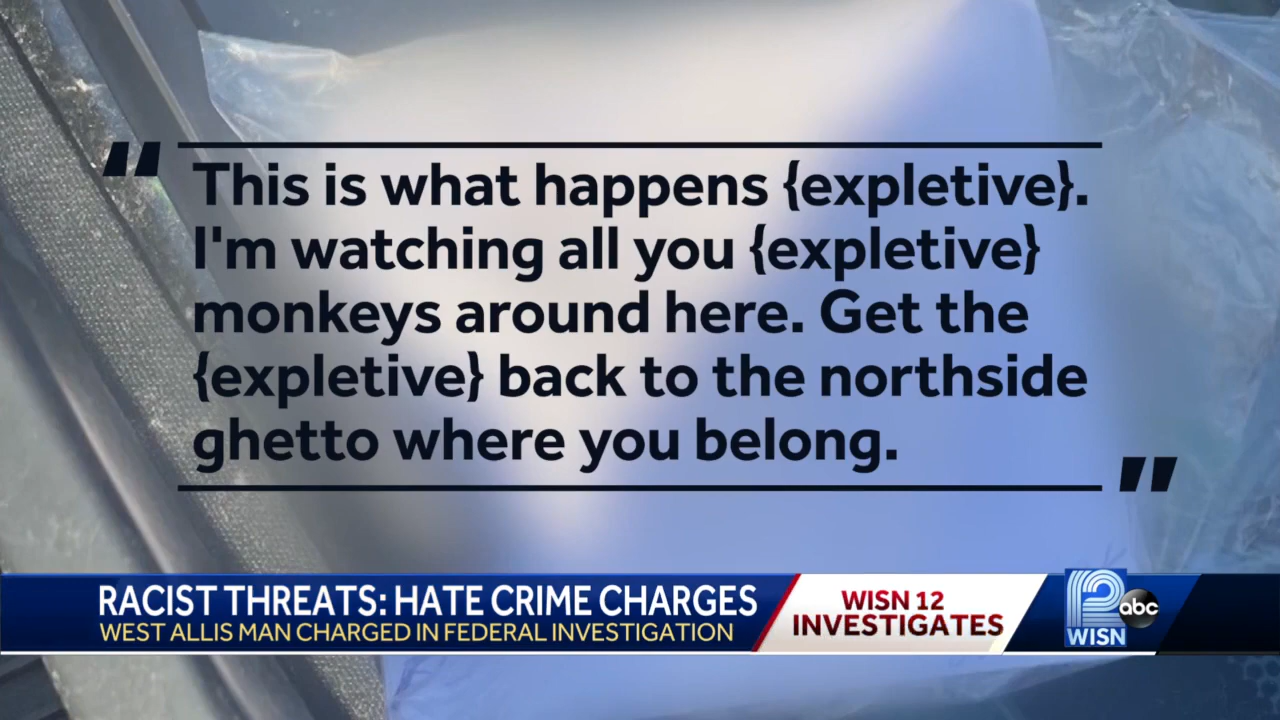 “
This is what happens {expletive}.
I'm watching all you {expletive}
monkeys around here. Get the
{expletive} back to the northside
ghetto where you belong.
”
RACIST THREATS: HATE CRIME CHARGES
WEST ALLIS MAN CHARGED IN FEDERAL INVESTIGATION
WISN 12
INVESTIGATES
12
abc
WISN